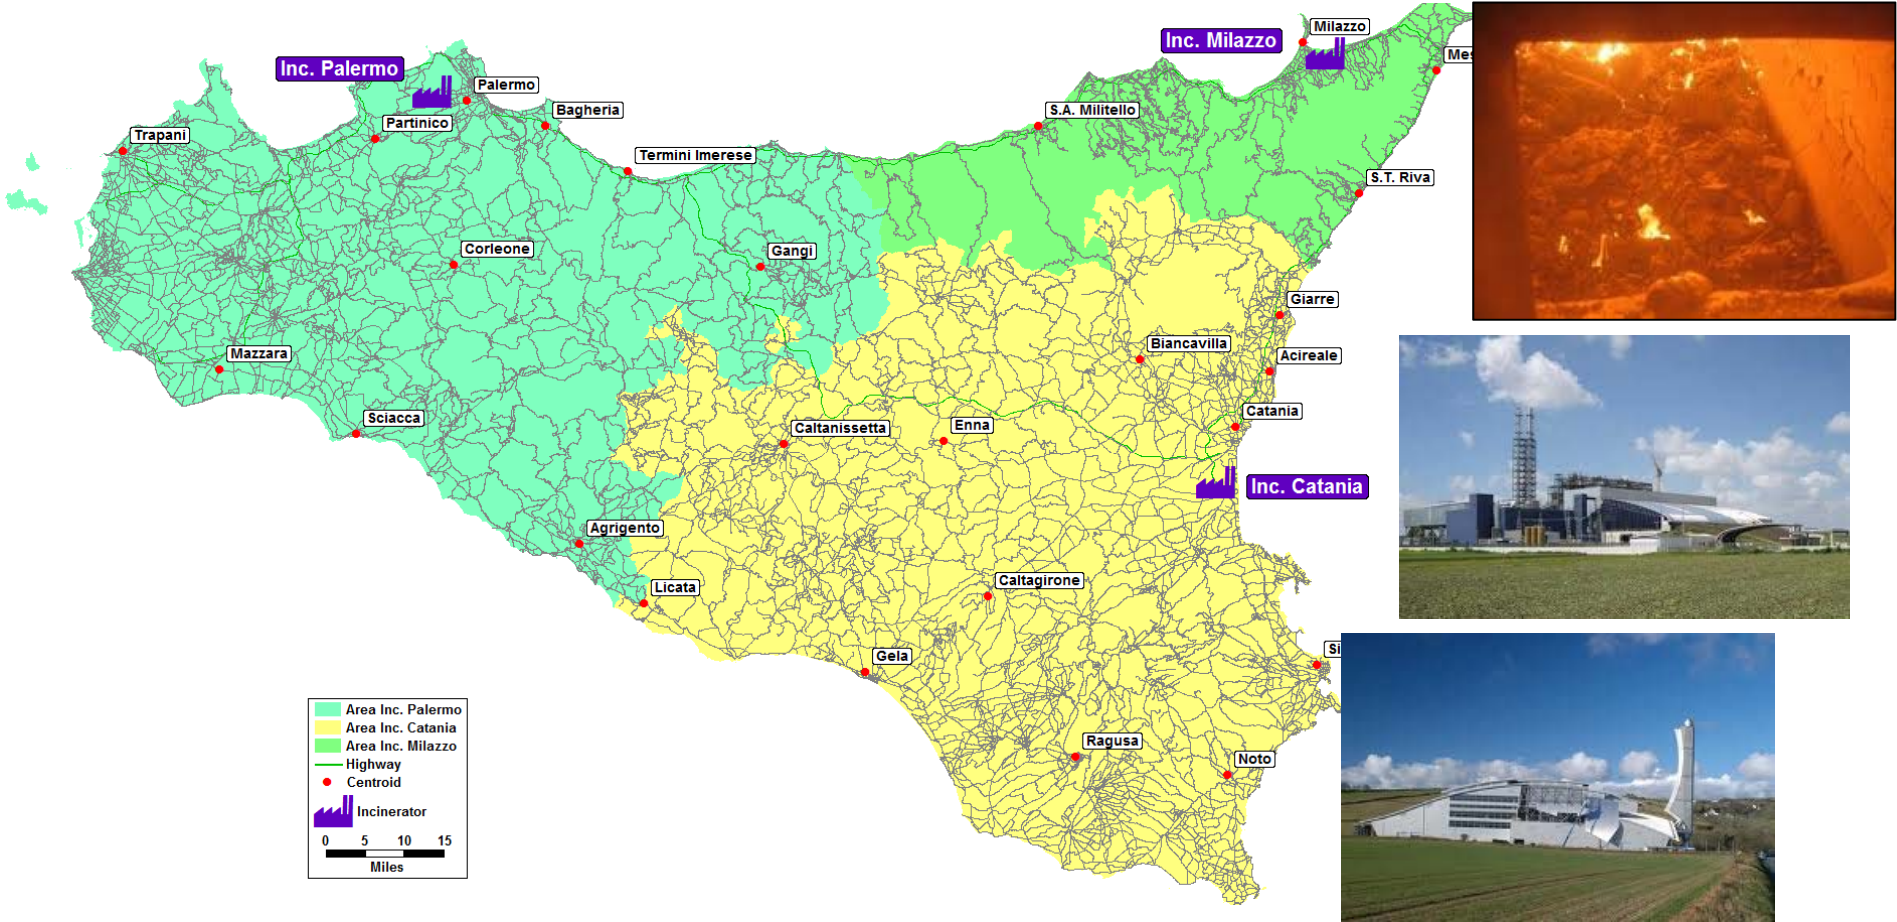 Inc. Palermo
Palermo
Partinico
Bagheria
Trapani
Termini Imerese
Corleone
Gangi
Mazzara
Sciacca
Agrigento
Licata
Inc. Milazzo
Milazzo
Mes
S.A. Militello
S.T. Riva
Giarre
Biancavilla
Acireale
Catania
Caltanissetta
Enna
Inc. Catania
Caltagirone
Gela
Si
Ragusa
Noto
Area Inc. Palermo
Area Inc. Catania
Area Inc. Milazzo
Highway
Centroid
Incinerator
0 5 10 15
Miles